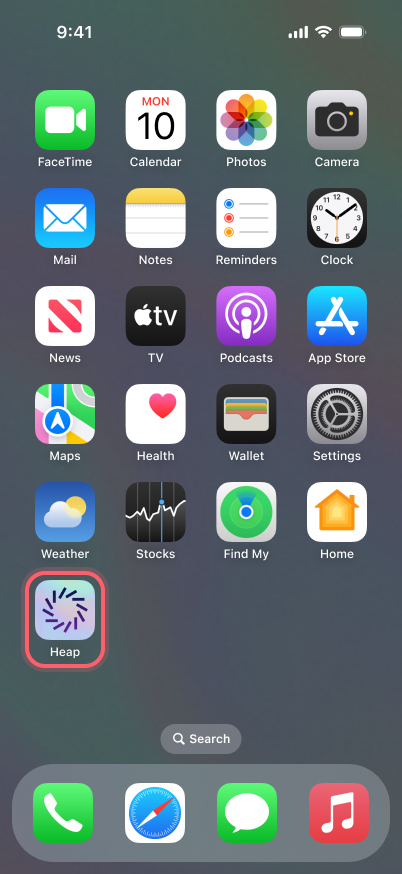 9:41
MON
10
FaceTime Calendar Photos Camera
Mail Notes Reminders Clock
tv
News TV Podcasts App Store
Maps Health Wallet Settings
Weather Stocks Find My Home
Heap
Search